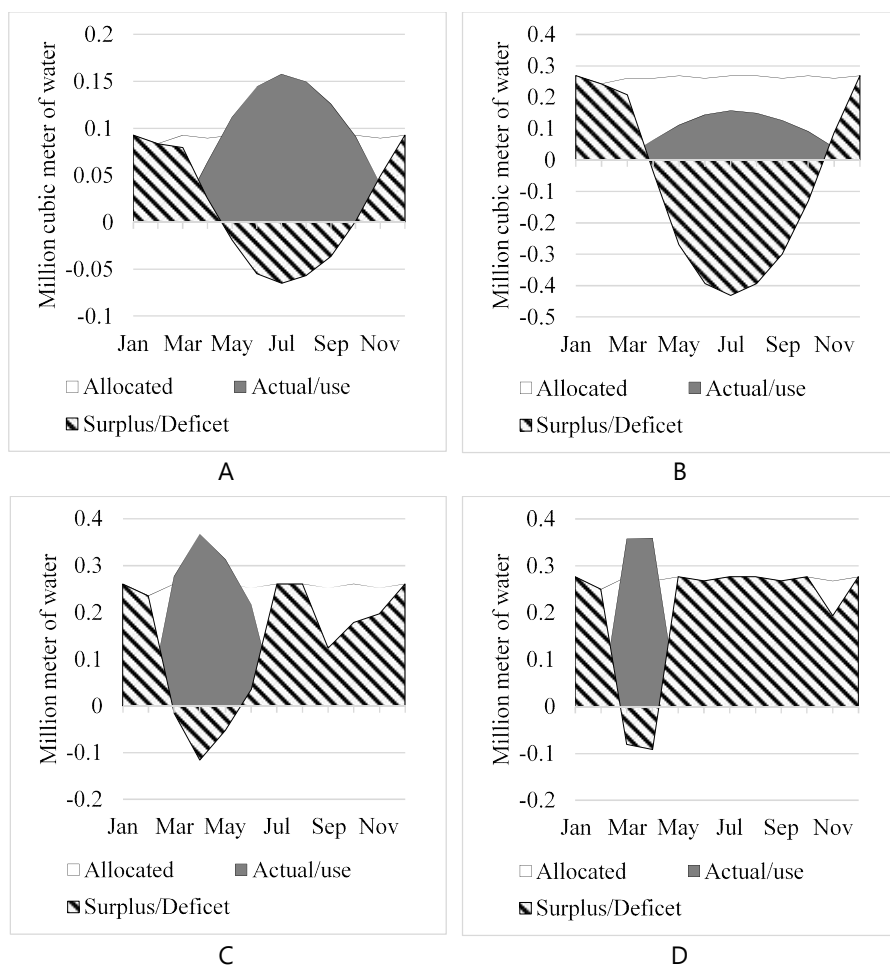 0.2
0.15
0.1
0.05
0
-0.05
-0.1
Million cubic meter of water
Jan Mar May Jul Sep Nov
Allocated Actual/use
Surplus/Deficet
A
0.4
0.3
0.2
0.1
0
-0.1
-0.2
-0.3
-0.4
-0.5
Million cubic meter of water
Jan Mar May Jul Sep Nov
Allocated Actual/use
Surplus/Deficet
B
0.4
0.3
0.2
0.1
0
-0.1
-0.2
Million meter of water
Jan Mar May Jul Sep Nov
Allocated Actual/use
Surplus/Deficet
C
0.4
0.3
0.2
0.1
0
-0.1
-0.2
Million meter of water
Jan Mar May Jul Sep Nov
Allocated Actual/use
Surplus/Deficet
D